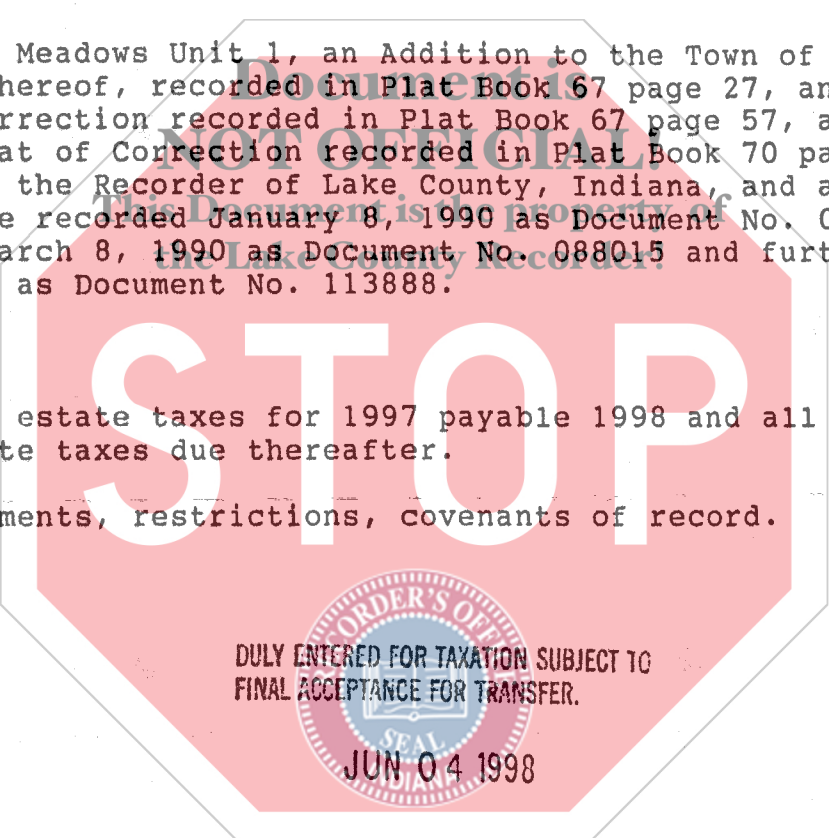 Meadows Unit 1, an Addition to the Town of
hereof, recorded in Plat Book 67 page 27, an
rrection recorded in Plat Book 67 page 57, a
at of Correction recorded in Plat Book 70 pa
the Recorder of Lake County, Indiana, and a
e recorded January 8, 1990 as Document No. 0
arch 8, 1990 as Document No. 088015 and furt
as Document No. 113888.
Document is
NOT OFFICIAL!
This Document is the property of
the Lake County Recorder!
STOP
estate taxes for 1997 payable 1998 and all
te taxes due thereafter.
ments, restrictions, covenants of record.
RECORDER'S OFFICE
DULY ENTERED FOR TAXATION SUBJECT TO
FINAL ACCEPTANCE FOR TRANSFER.
SEAL
JUN 04 1998
INDIANA